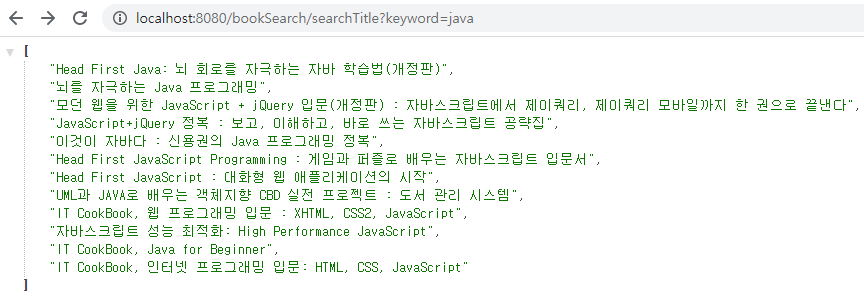 localhost:8080/bookSearch/searchTitle?keyword=java
[
"Head First Java: 뇌 회로를 자극하는 자바 학습법(개정판)",
"뇌를 자극하는 Java 프로그래밍",
"모던 웹을 위한 JavaScript + jQuery 입문(개정판) : 자바스크립트에서 제이쿼리, 제이쿼리 모바일까지 한 권으로 끝낸다",
"JavaScript+jQuery 정복 : 보고, 이해하고, 바로 쓰는 자바스크립트 공략집",
"이것이 자바다 : 신용권의 Java 프로그래밍 정복",
"Head First JavaScript Programming : 게임과 퍼즐로 배우는 자바스크립트 입문서",
"Head First JavaScript : 대화형 웹 애플리케이션의 시작",
"UML과 JAVA로 배우는 객체지향 CBD 실전 프로젝트 : 도서 관리 시스템",
"IT CookBook, 웹 프로그래밍 입문 : XHTML, CSS2, JavaScript",
"자바스크립트 성능 최적화: High Performance JavaScript",
"IT CookBook, Java for Beginner",
"IT CookBook, 인터넷 프로그래밍 입문: HTML, CSS, JavaScript"
]